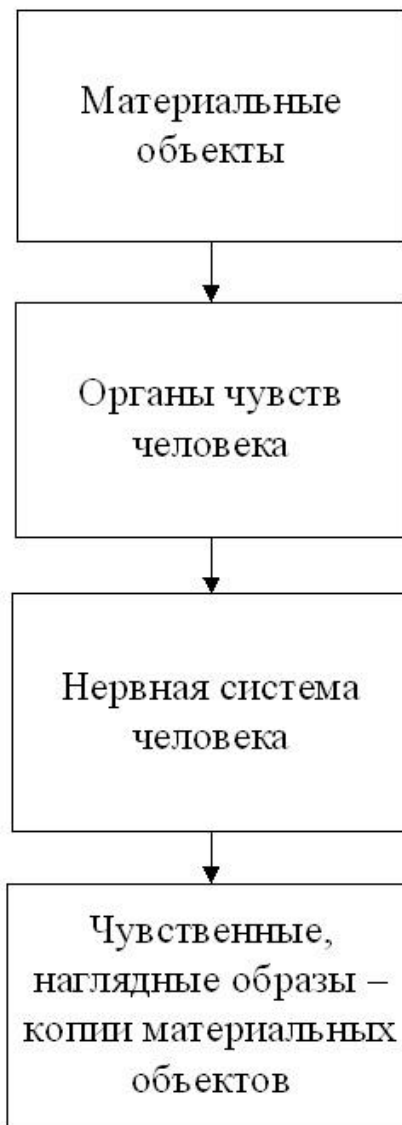 Материальные
объекты
Органы чувств
человека
Нервная система
человека
Чувственные,
наглядные образы –
копии материальных
объектов